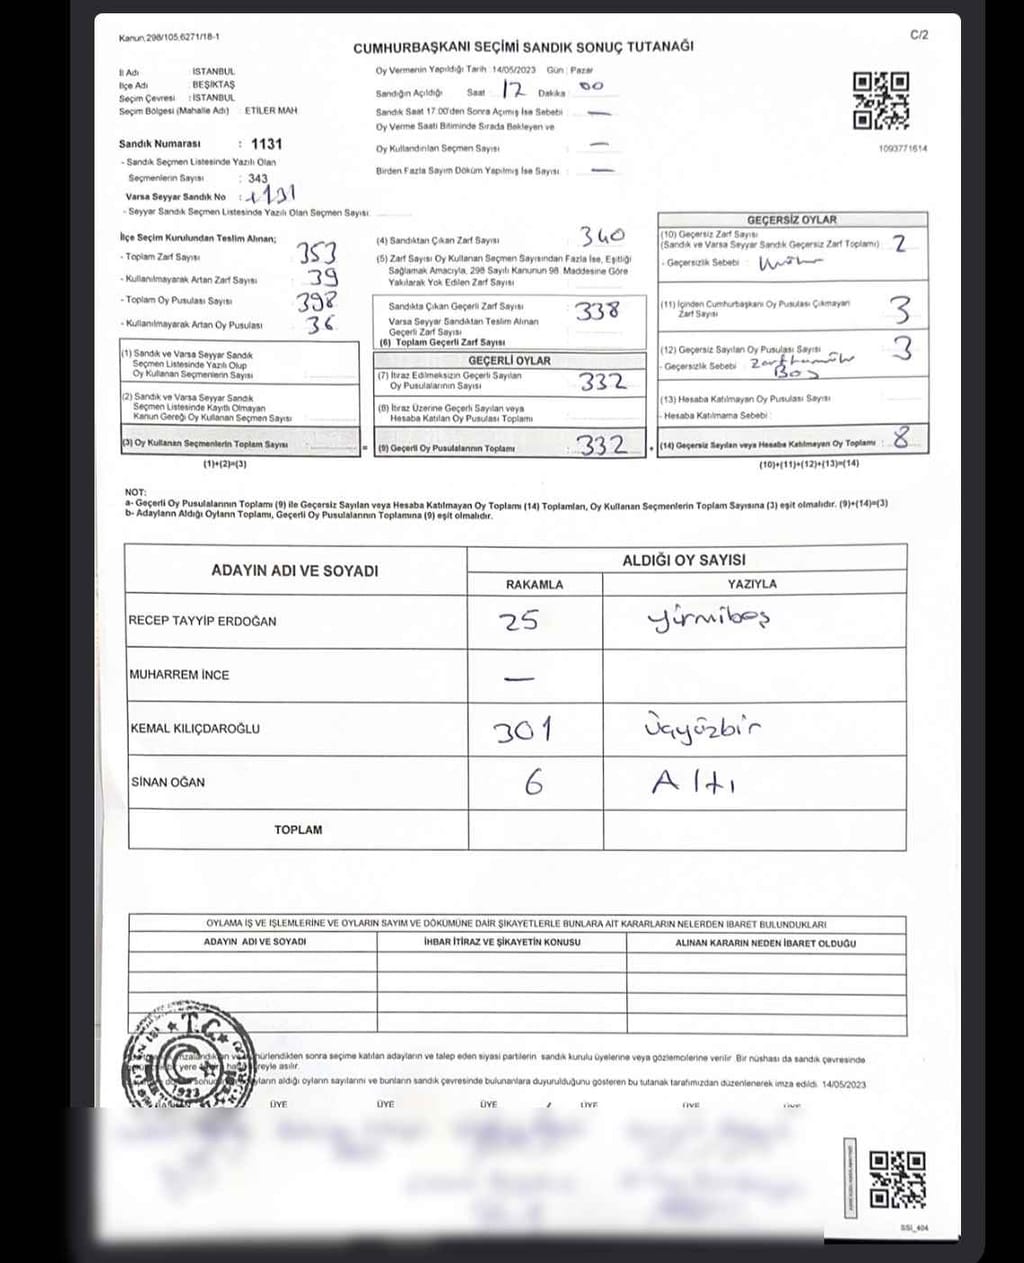 Kanun 298/105.6271/18-1
C/2
CUMHURBAŞKANI SEÇİMİ SANDIK SONUÇ TUTANAĞI
İl Adı : İSTANBUL
İlçe Adı : BEŞİKTAŞ
Seçim Çevresi : İSTANBUL
Seçim Bölgesi (Mahalle Adı) ETİLER MAH
Sandık Numarası : 1131
- Sandık Seçmen Listesinde Yazılı Olan
Seçmenlerin Sayısı : 343
Varsa Seyyar Sandık No : 1131
- Seyyar Sandık Seçmen Listesinde Yazılı Olan Seçmen Sayısı
Oy Vermenin Yapıldığı Tarih :14/05/2023 Gün : Pazar
Sandığın Açıldığı Saat 17 Dakika 00
Sandık Saat 17.00'den Sonra Açımış İse Sebebi : —
Oy Verme Saati Bitiminde Sırada Bekleyen ve
Oy Kullandırılan Seçmen Sayısı : —
Birden Fazla Sayım Döküm Yapılmış İse Sayısı : —
1093771614
İlçe Seçim Kurulundan Teslim Alınan;
- Toplam Zarf Sayısı 353
- Kullanılmayarak Artan Zarf Sayısı 39
- Toplam Oy Pusulası Sayısı 398
- Kullanılmayarak Artan Oy Pusulası 36
(1) Sandık ve Varsa Seyyar Sandık
Seçmen Listesinde Yazılı Olup
Oy Kullanan Seçmenlerin Sayısı
(2) Sandık ve Varsa Seyyar Sandık
Seçmen Listesinde Kayıtlı Olmayan
Kanun Gereği Oy Kullanan Seçmen Sayısı
(3) Oy Kullanan Seçmenlerin Toplam Sayısı
(1)+(2)=(3)
(4) Sandıktan Çıkan Zarf Sayısı 340
(5) Zarf Sayısı Oy Kullanan Seçmen Sayısından Fazla İse, Eşitliği
Sağlamak Amacıyla, 298 Sayılı Kanunun 98. Maddesine Göre
Yakılarak Yok Edilen Zarf Sayısı
Sandıkta Çıkan Geçerli Zarf Sayısı 338
Varsa Seyyar Sandıktan Teslim Alınan
Geçerli Zarf Sayısı
(6) Toplam Geçerli Zarf Sayısı
GEÇERLİ OYLAR
(7) İtiraz Edilmeksizin Geçerli Sayılan
Oy Pusulalarının Sayısı 332
(8) İtiraz Üzerine Geçerli Sayılan veya
Hesaba Katılan Oy Pusulası Toplamı
= (9) Geçerli Oy Pusulalarının Toplamı 332 +
GEÇERSİZ OYLAR
(10) Geçersiz Zarf Sayısı
(Sandık ve Varsa Seyyar Sandık Geçersiz Zarf Toplamı) 2
- Geçersizlik Sebebi :
(11) İçinden Cumhurbaşkanı Oy Pusulası Çıkmayan
Zarf Sayısı 3
(12) Geçersiz Sayılan Oy Pusulası Sayısı 3
- Geçersizlik Sebebi
Boş
(13) Hesaba Katılmayan Oy Pusulası Sayısı
- Hesaba Katılmama Sebebi
(14) Geçersiz Sayılan veya Hesaba Katılmayan Oy Toplamı : 8
(10)+(11)+(12)+(13)=(14)
NOT:
a- Geçerli Oy Pusulalarının Toplamı (9) ile Geçersiz Sayılan veya Hesaba Katılmayan Oy Toplamı (14) Toplamları, Oy Kullanan Seçmenlerin Toplam Sayısına (3) eşit olmalıdır. (9)+(14)=(3)
b- Adayların Aldığı Oyların Toplamı, Geçerli Oy Pusulalarının Toplamına (9) eşit olmalıdır.
ADAYIN ADI VE SOYADI ALDIĞI OY SAYISI
RAKAMLA YAZIYLA
RECEP TAYYİP ERDOĞAN 25 Yirmibeş
MUHARREM İNCE —
KEMAL KILIÇDAROĞLU 301 Üçyüzbir
SİNAN OĞAN 6 Altı
TOPLAM
OYLAMA İŞ VE İŞLEMLERİNE VE OYLARIN SAYIM VE DÖKÜMÜNE DAİR ŞİKAYETLERLE BUNLARA AİT KARARLARIN NELERDEN İBARET BULUNDUKLARI
ADAYIN ADI VE SOYADI İHBAR İTİRAZ VE ŞİKAYETİN KONUSU ALINAN KARARIN NEDEN İBARET OLDUĞU
T.C.
1923
mühürlendikten sonra seçime katılan adayların ve talep eden siyasi partilerin sandık kurulu üyelerine veya gözlemcilerine verilir. Bir nüshası da sandık çevresinde
yere asılır.
aldığı oyların sayılarını ve bunların sandık çevresinde bulunanlara duyurulduğunu gösteren bu tutanak tarafımızdan düzenlenerek imza edildi. 14/05/2023
ÜYE ÜYE ÜYE ÜYE ÜYE ÜYE
SSI_404